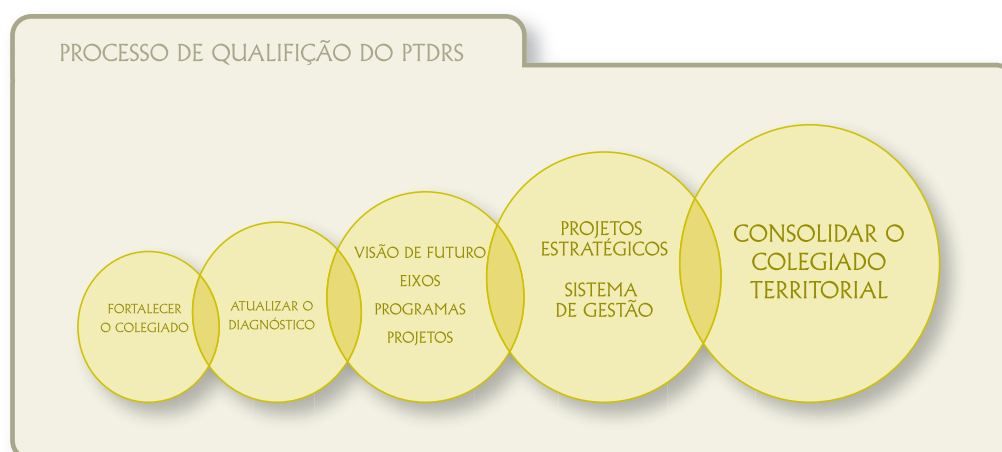 PROCESSO DE QUALIFIÇÃO DO PTDRS
FORTALECER
O COLEGIADO
ATUALIZAR O
DIAGNÓSTICO
VISÃO DE FUTURO
EIXOS
PROGRAMAS
PROJETOS
PROJETOS
ESTRATÉGICOS
SISTEMA
DE GESTÃO
CONSOLIDAR O
COLEGIADO
TERRITORIAL